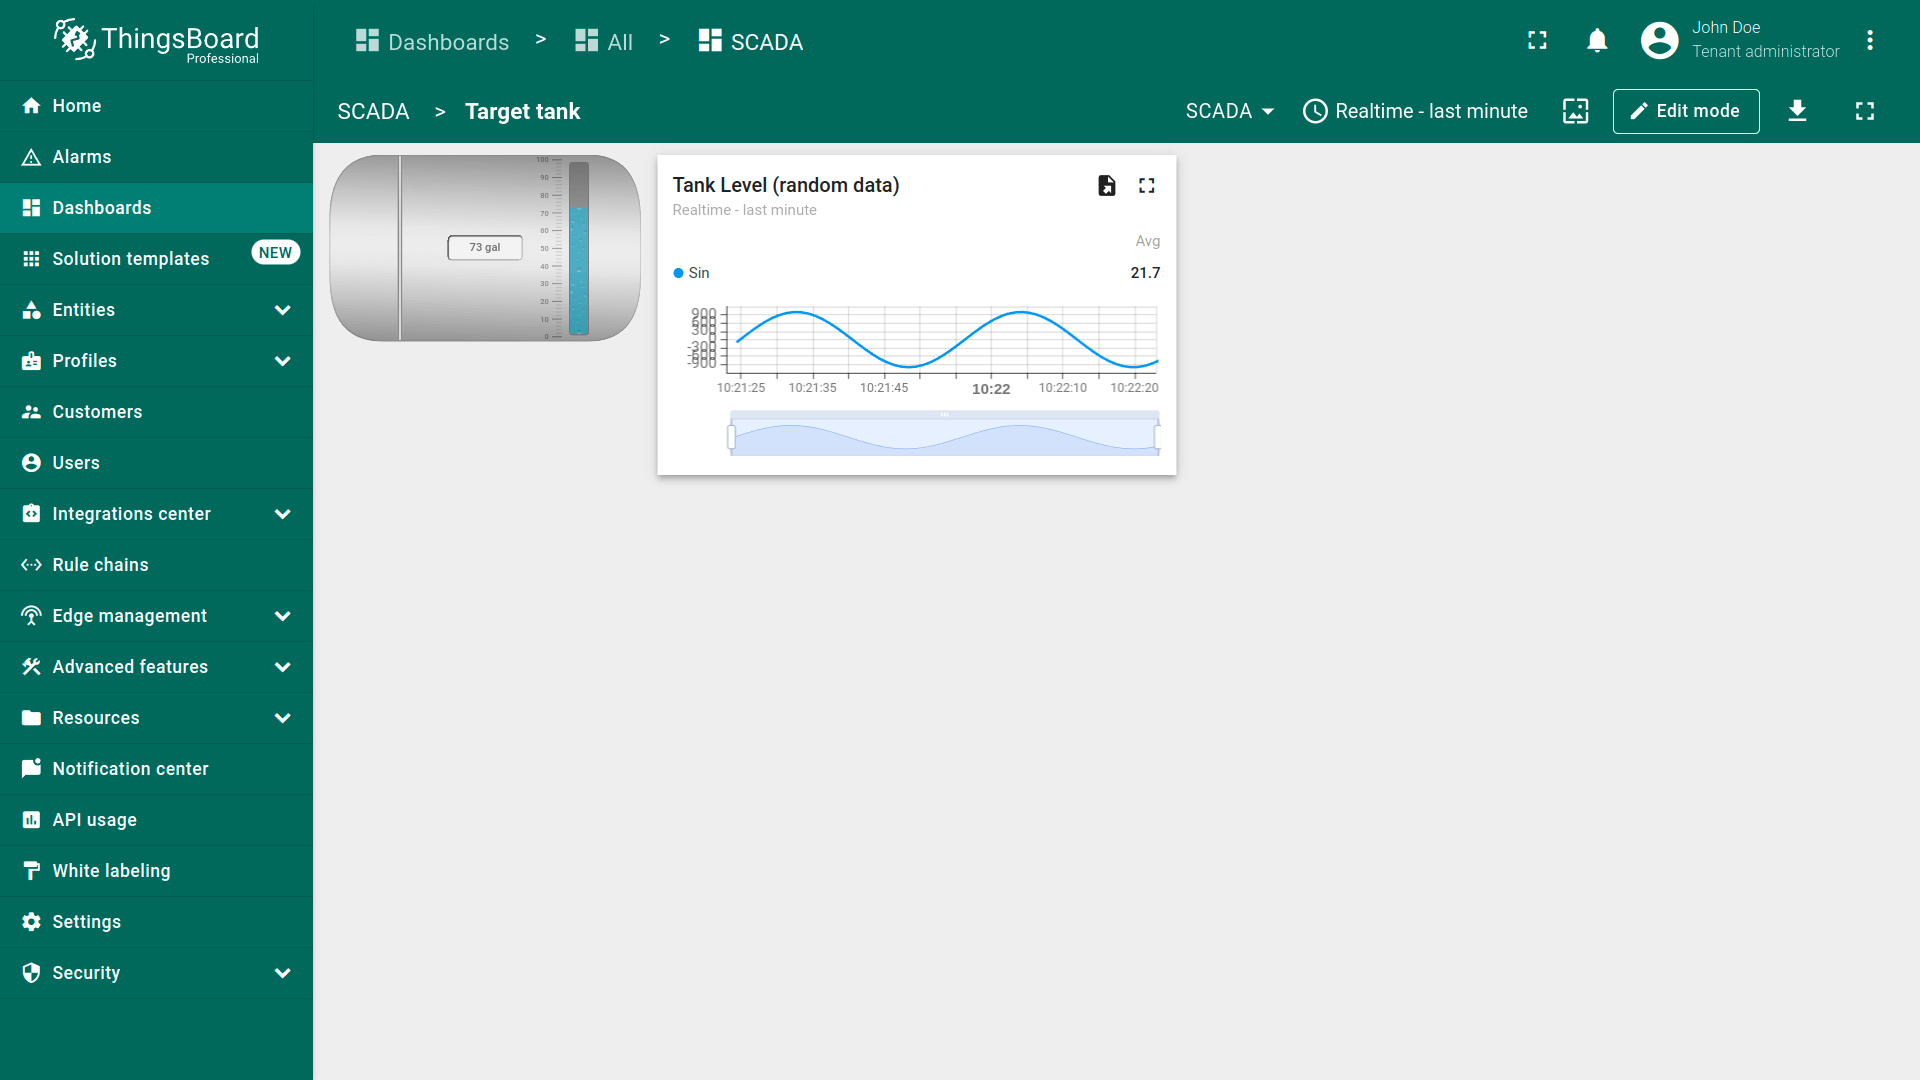 ThingsBoard
Professional
Dashboards > All > SCADA
John Doe
Tenant administrator
SCADA > Target tank
SCADA
Realtime - last minute
Edit mode
Home
Alarms
Dashboards
Solution templates
NEW
Entities
Profiles
Customers
Users
Integrations center
Rule chains
Edge management
Advanced features
Resources
Notification center
API usage
White labeling
Settings
Security
73 gal
100
90
80
70
60
50
40
30
20
10
0
Tank Level (random data)
Realtime - last minute
Avg
Sin
21.7
900
600
300
0
-300
-600
-900
10:21:25
10:21:35
10:21:45
10:22
10:22:10
10:22:20